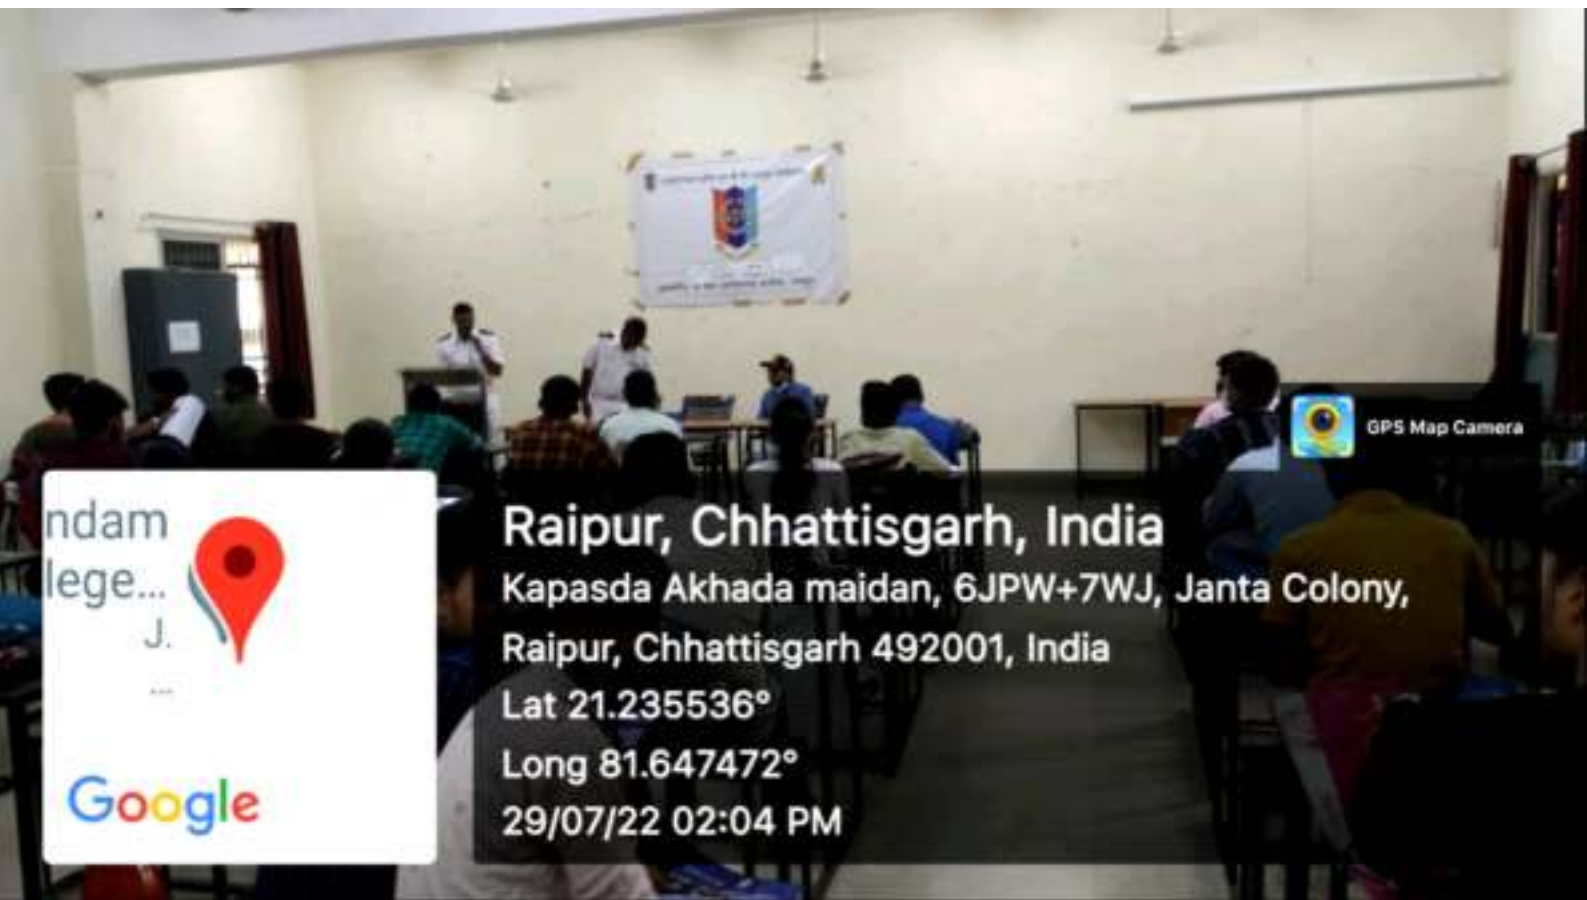 GPS Map Camera
ndam
lege...
J.
...
Google
Raipur, Chhattisgarh, India
Kapasda Akhada maidan, 6JPW+7WJ, Janta Colony,
Raipur, Chhattisgarh 492001, India
Lat 21.235536°
Long 81.647472°
29/07/22 02:04 PM